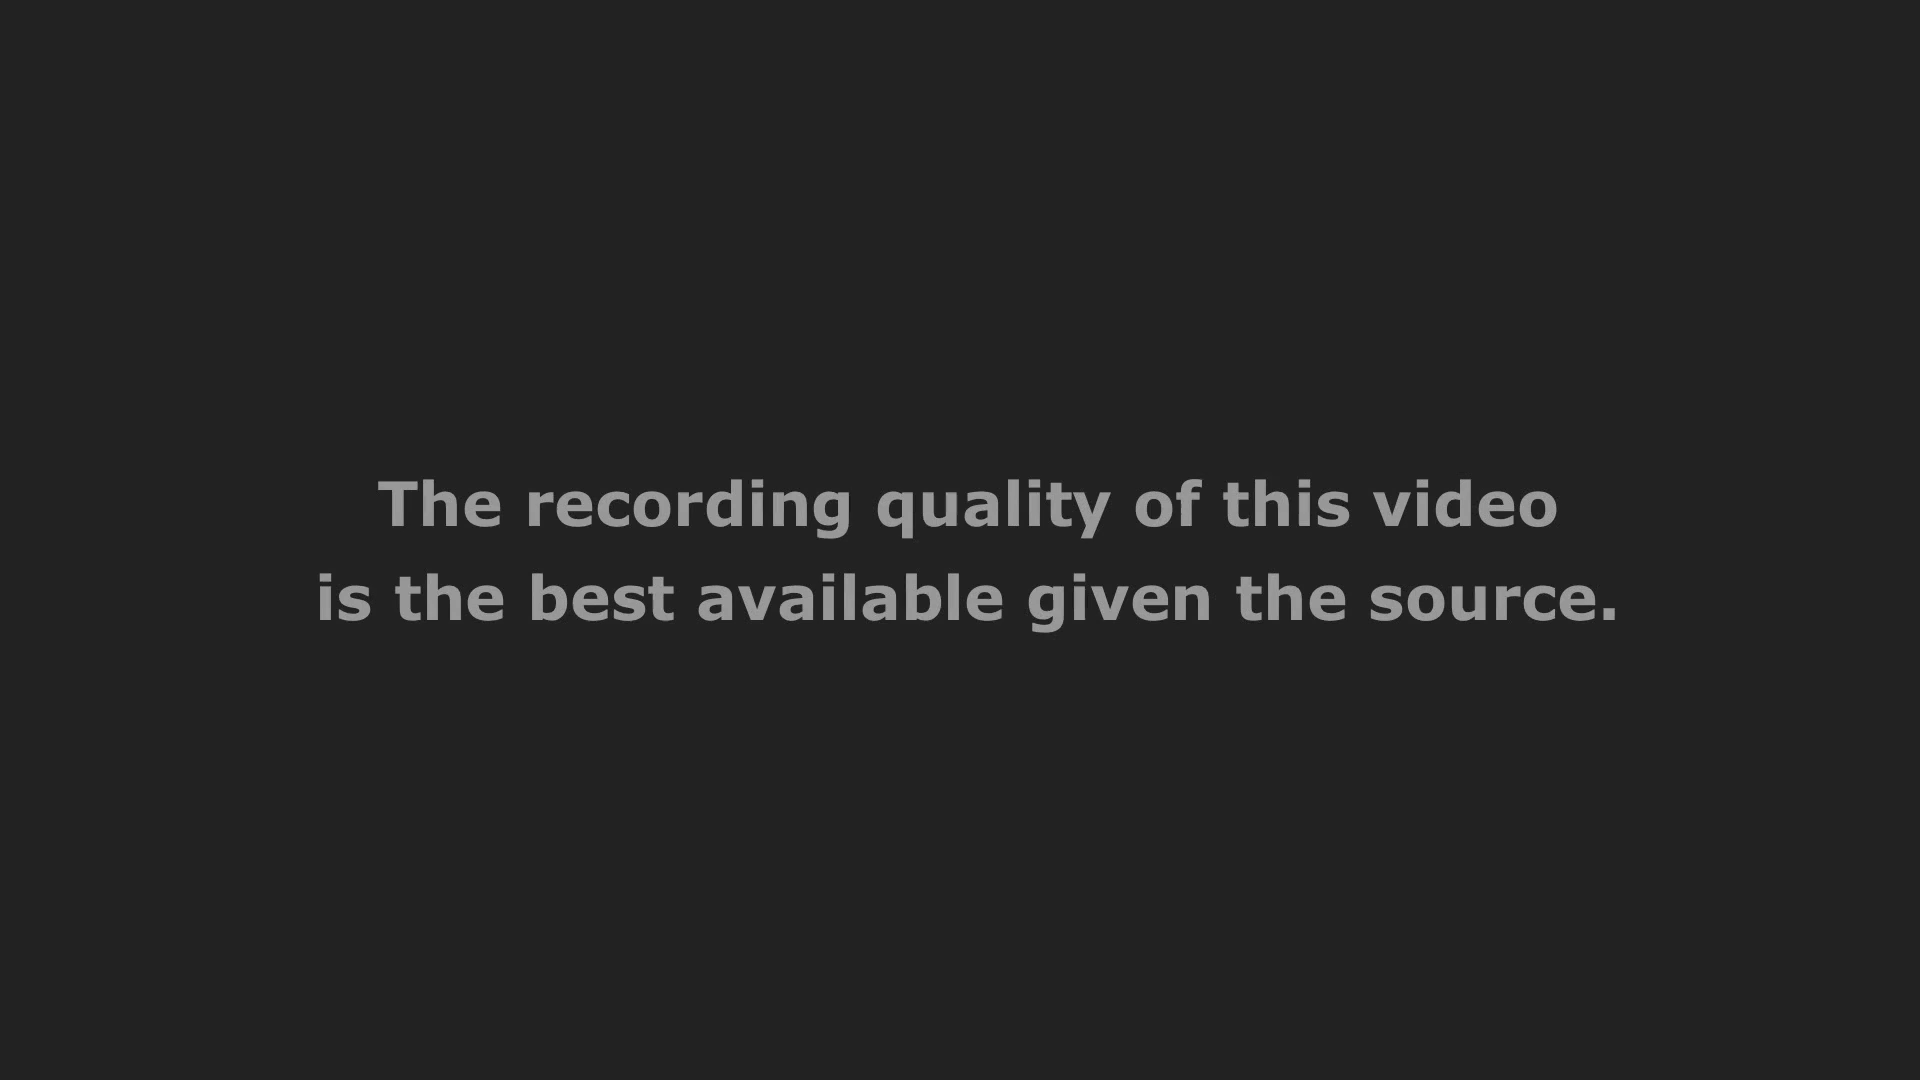 The recording quality of this video
is the best available given the source.